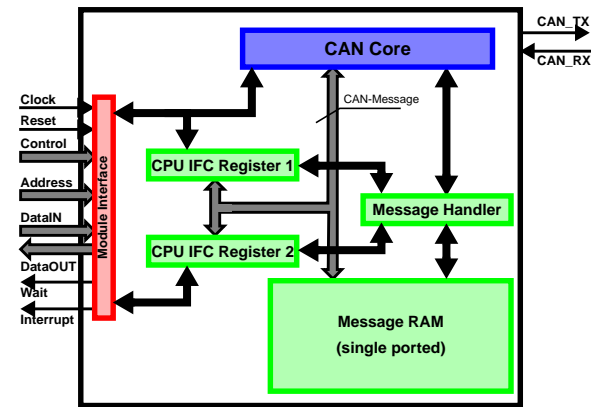 CAN_TX
CAN Core
CAN_RX
CAN-Message
Clock
Reset
Control
Address
DataIN
DataOUT
Wait
Interrupt
Module Interface
CPU IFC Register 1
Message Handler
CPU IFC Register 2
Message RAM
(single ported)